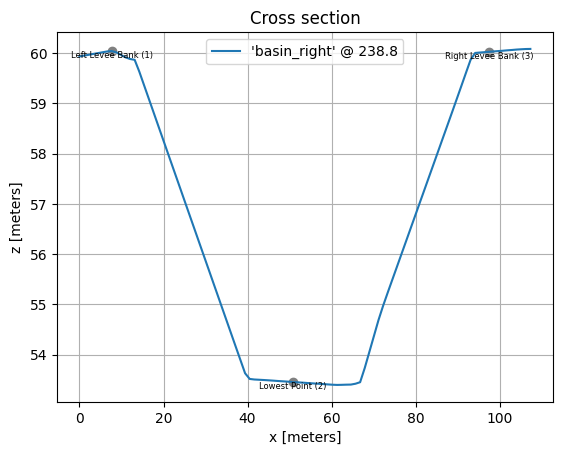 Cross section
'basin_right' @ 238.8
Left Levee Bank (1)
Right Levee Bank (3)
Lowest Point (2)
z [meters]
60
59
58
57
56
55
54
0 20 40 60 80 100
x [meters]